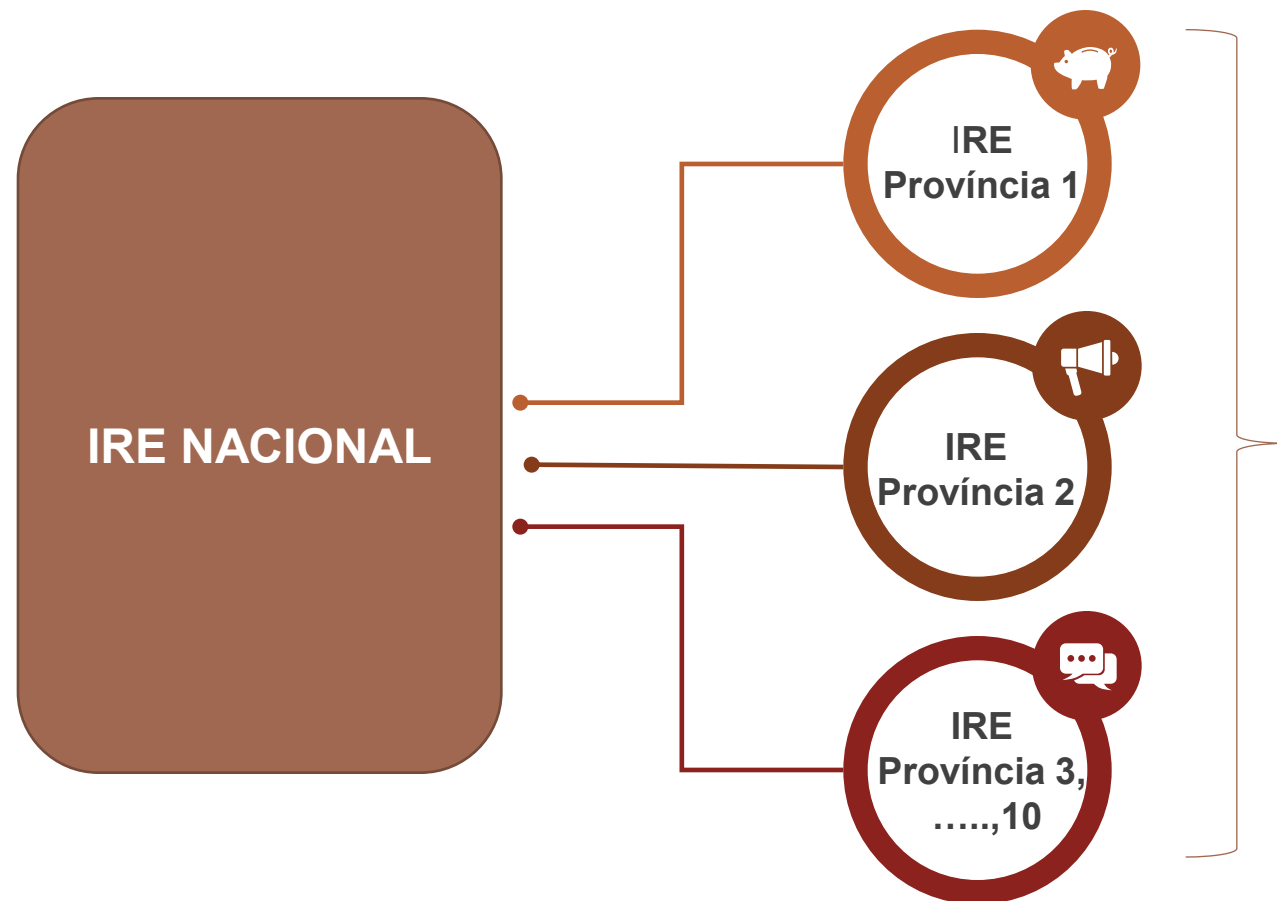 IRE NACIONAL
IRE
Província 1
IRE
Província 2
IRE
Província 3,
…..,10